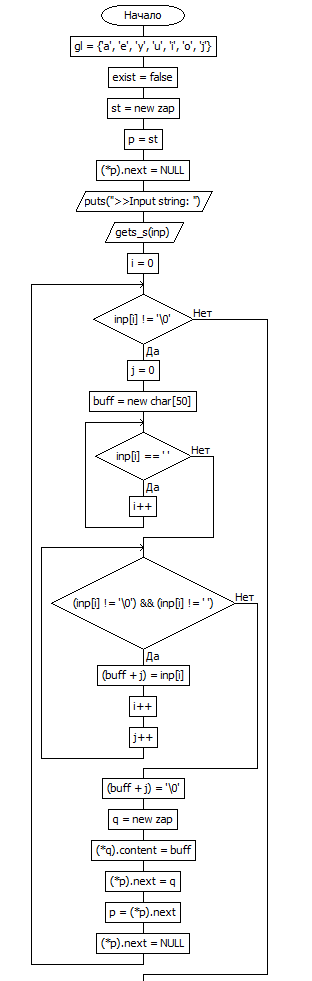 Начало
gl = {'a', 'e', 'y', 'u', 'i', 'o', 'j'}
exist = false
st = new zap
p = st
(*p).next = NULL
puts(">>Input string: ")
gets_s(inp)
i = 0
inp[i] != '\0'
Нет
Да
j = 0
buff = new char[50]
inp[i] == ' '
Нет
Да
i++
(inp[i] != '\0') && (inp[i] != ' ')
Нет
Да
(buff + j) = inp[i]
i++
j++
(buff + j) = '\0'
q = new zap
(*q).content = buff
(*p).next = q
p = (*p).next
(*p).next = NULL